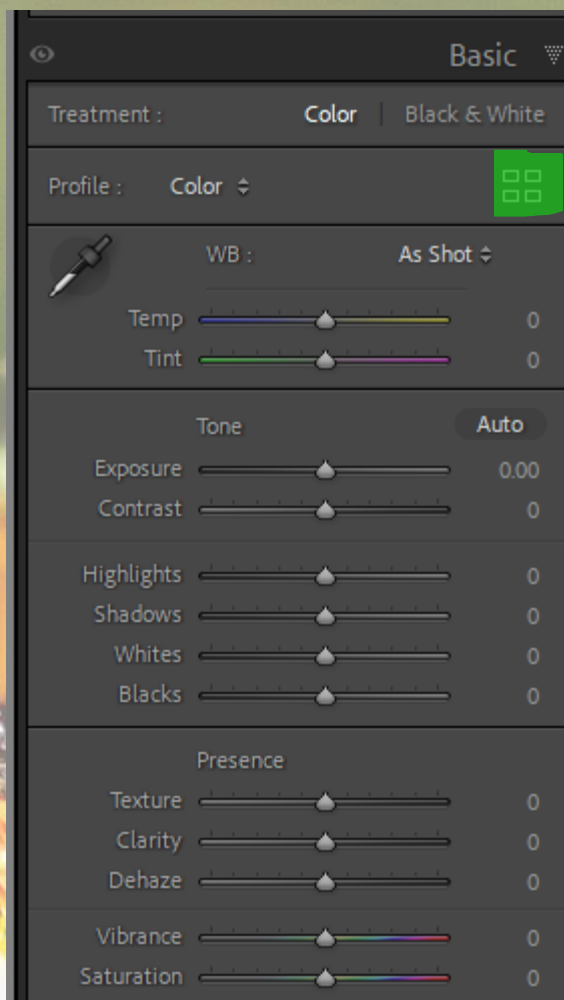 Basic
Treatment : Color | Black & White
Profile : Color
WB : As Shot
Temp 0
Tint 0
Tone Auto
Exposure 0.00
Contrast 0
Highlights 0
Shadows 0
Whites 0
Blacks 0
Presence
Texture 0
Clarity 0
Dehaze 0
Vibrance 0
Saturation 0